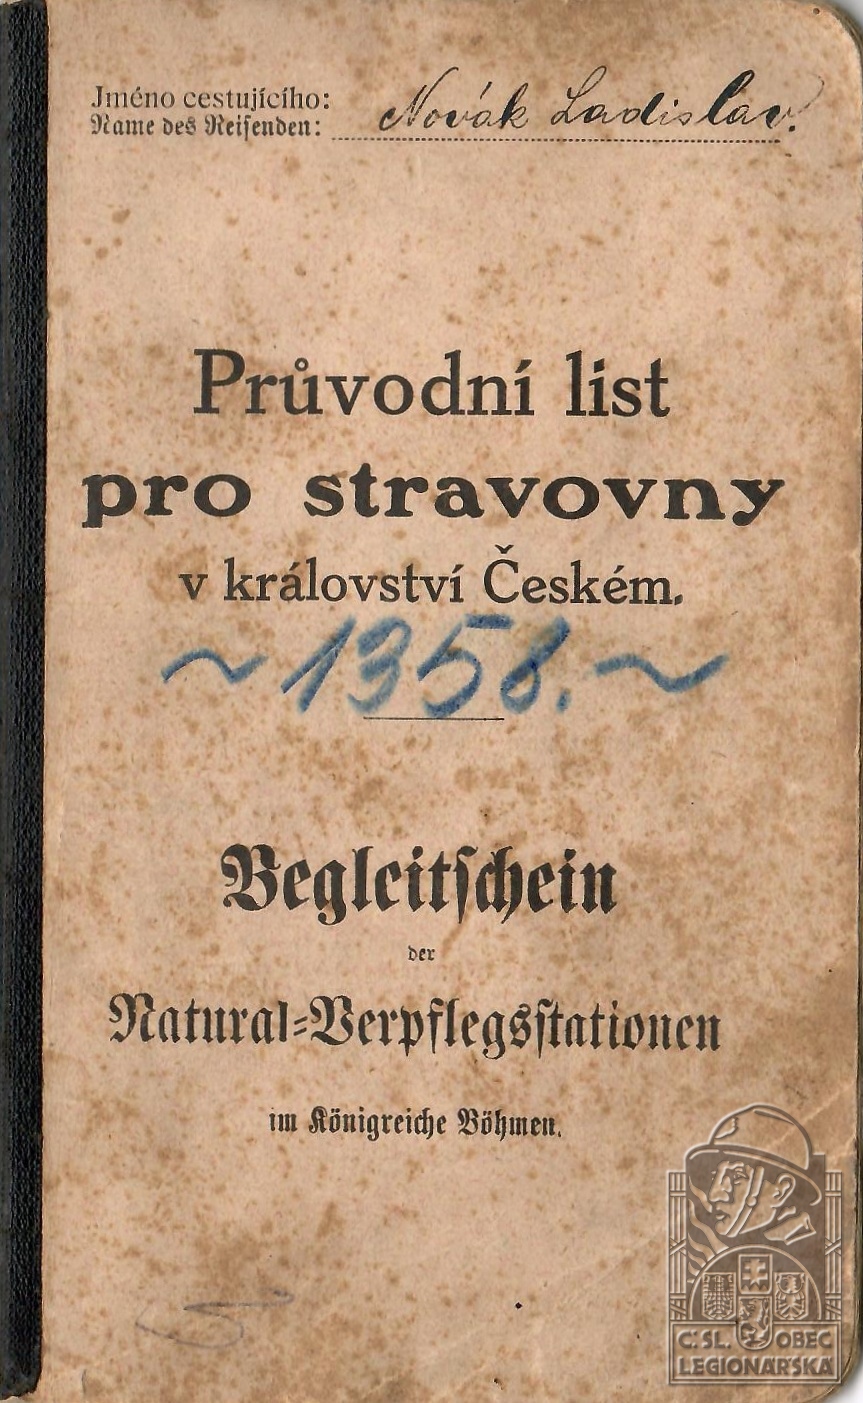 Jméno cestujícího:
Name des Reisenden: Novák Ladislav.
Průvodní list
pro stravovny
v království Českém.
~ 1358. ~
Begleitschein
der
Natural-Verpflegsstationen
im Königreiche Böhmen.
Č. SL. OBEC
LEGIONÁŘSKÁ